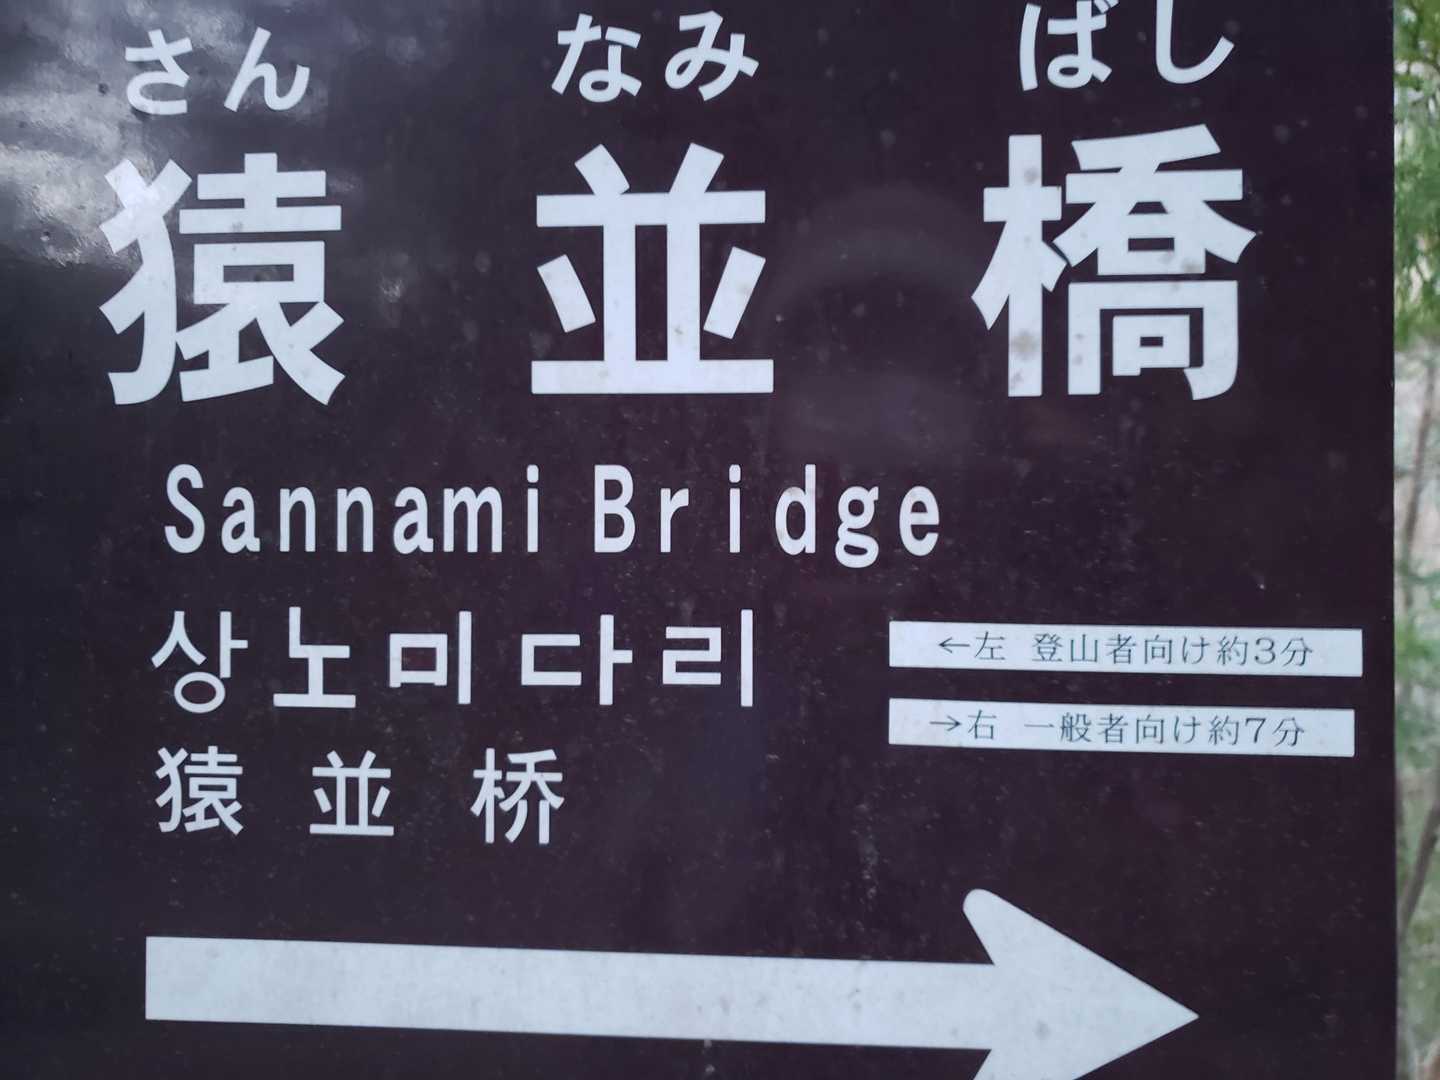 さん なみ ばし
猿並橋
Sannami Bridge
상노미다리
←左 登山者向け約3分
→右 一般者向け約7分
猿並桥